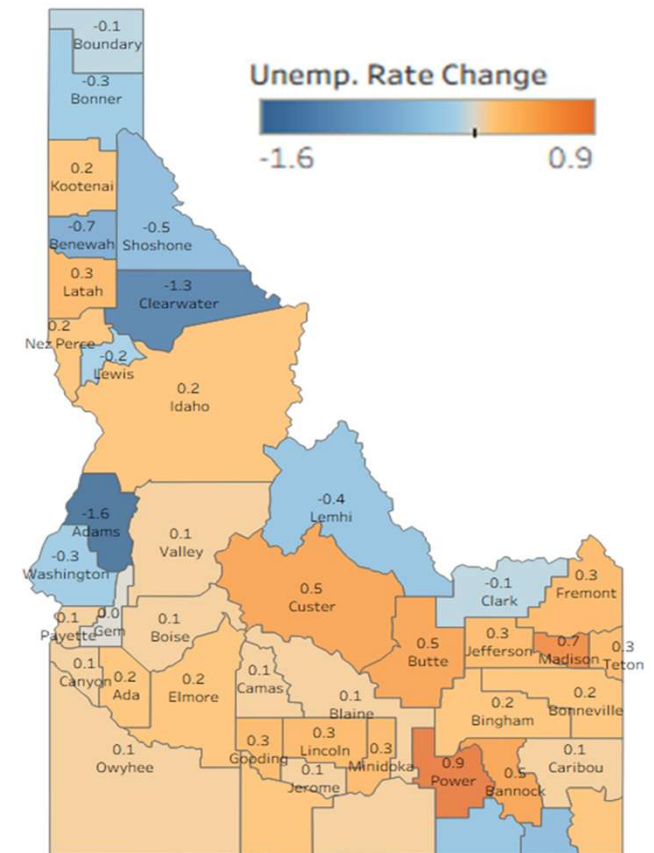 -0.1
Boundary
-0.3
Bonner
Unemp. Rate Change
-1.6
0.9
0.2
Kootenai
-0.7
Benewah
-0.5
Shoshone
0.3
Latah
-1.3
Clearwater
0.2
Nez Perce
-0.2
Lewis
0.2
Idaho
-1.6
Adams
-0.4
Lemhi
0.1
Valley
-0.3
Washington
0.5
Custer
-0.1
Clark
0.3
Fremont
0.1
Payette
0.0
Gem
0.1
Boise
0.5
Butte
0.3
Jefferson
0.7
Madison
0.3
Teton
0.1
Canyon
0.2
Ada
0.2
Elmore
0.1
Camas
0.1
Blaine
0.2
Bingham
0.2
Bonneville
0.1
Owyhee
0.3
Gooding
0.3
Lincoln
0.1
Jerome
0.3
Minidoka
0.9
Power
0.5
Bannock
0.1
Caribou